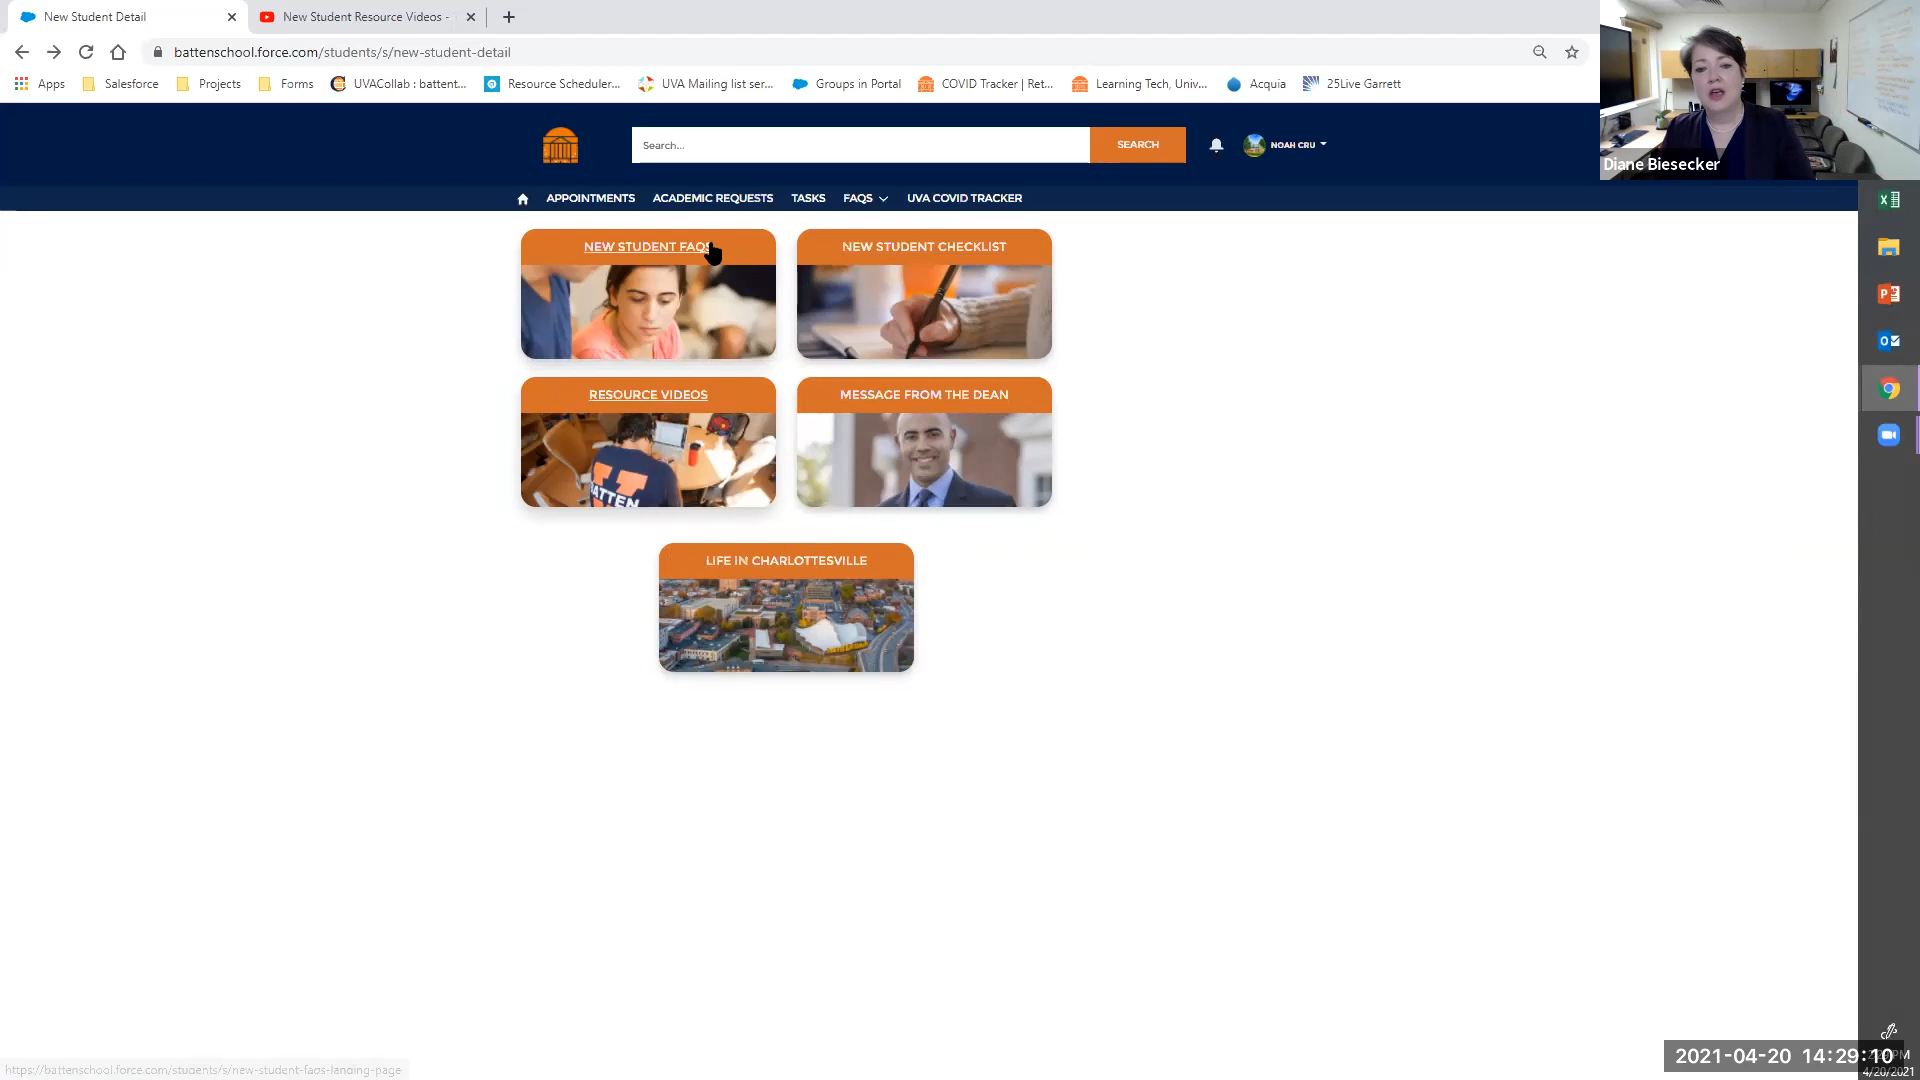 New Student Detail
New Student Resource Videos -
battenschool.force.com/students/s/new-student-detail
Apps Salesforce Projects Forms UVACollab : battent... Resource Scheduler... UVA Mailing list ser... Groups in Portal COVID Tracker | Ret... Learning Tech, Univ... Acquia 25Live Garrett
Diane Biesecker
Search...
SEARCH
NOAH CRU
APPOINTMENTS ACADEMIC REQUESTS TASKS FAQS UVA COVID TRACKER
NEW STUDENT FAQS
NEW STUDENT CHECKLIST
RESOURCE VIDEOS
MESSAGE FROM THE DEAN
BATTEN
LIFE IN CHARLOTTESVILLE
https://battenschool.force.com/students/s/new-student-faqs-landing-page
2021-04-20 14:29:10
PM
4/20/2021